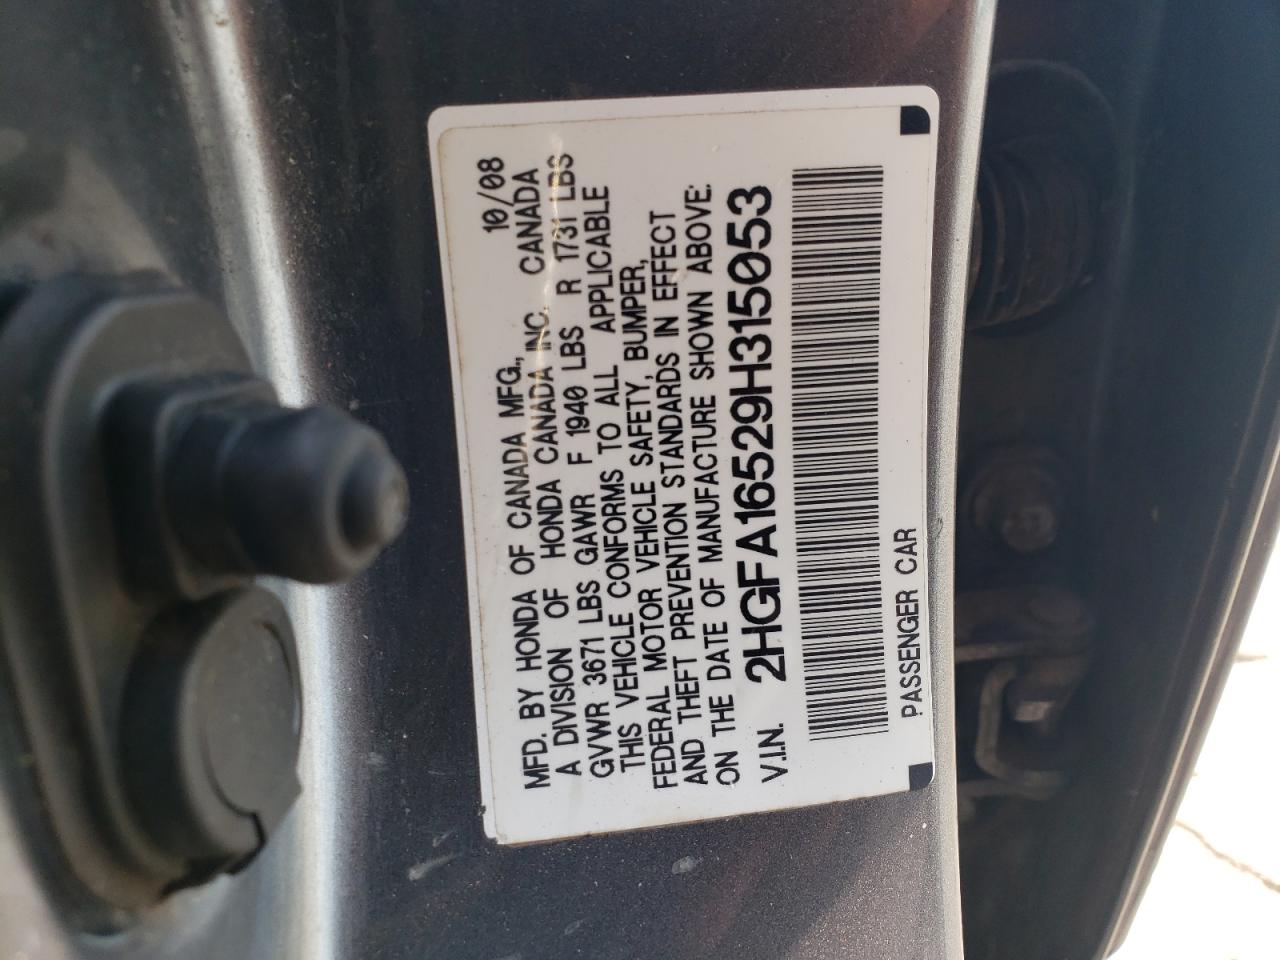 10/08
MFD. BY HONDA OF CANADA MFG.,
A DIVISION OF HONDA CANADA INC. CANADA
GVWR 3671 LBS GAWR F 1940 LBS R 1731 LBS
THIS VEHICLE CONFORMS TO ALL APPLICABLE
FEDERAL MOTOR VEHICLE SAFETY, BUMPER,
AND THEFT PREVENTION STANDARDS IN EFFECT
ON THE DATE OF MANUFACTURE SHOWN ABOVE:
V.I.N. 2HGFA16529H315053
PASSENGER CAR